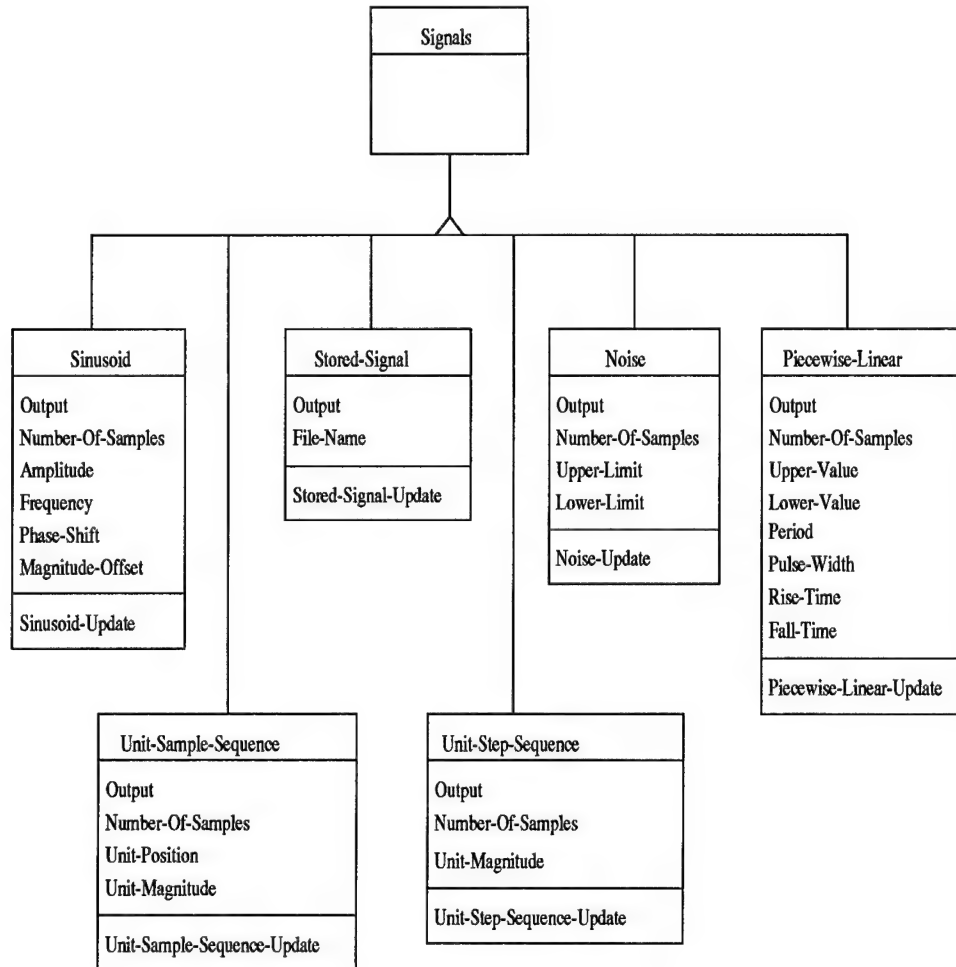 Signals
Sinusoid
Output
Number-Of-Samples
Amplitude
Frequency
Phase-Shift
Magnitude-Offset
Sinusoid-Update
Stored-Signal
Output
File-Name
Stored-Signal-Update
Noise
Output
Number-Of-Samples
Upper-Limit
Lower-Limit
Noise-Update
Piecewise-Linear
Output
Number-Of-Samples
Upper-Value
Lower-Value
Period
Pulse-Width
Rise-Time
Fall-Time
Piecewise-Linear-Update
Unit-Sample-Sequence
Output
Number-Of-Samples
Unit-Position
Unit-Magnitude
Unit-Sample-Sequence-Update
Unit-Step-Sequence
Output
Number-Of-Samples
Unit-Magnitude
Unit-Step-Sequence-Update